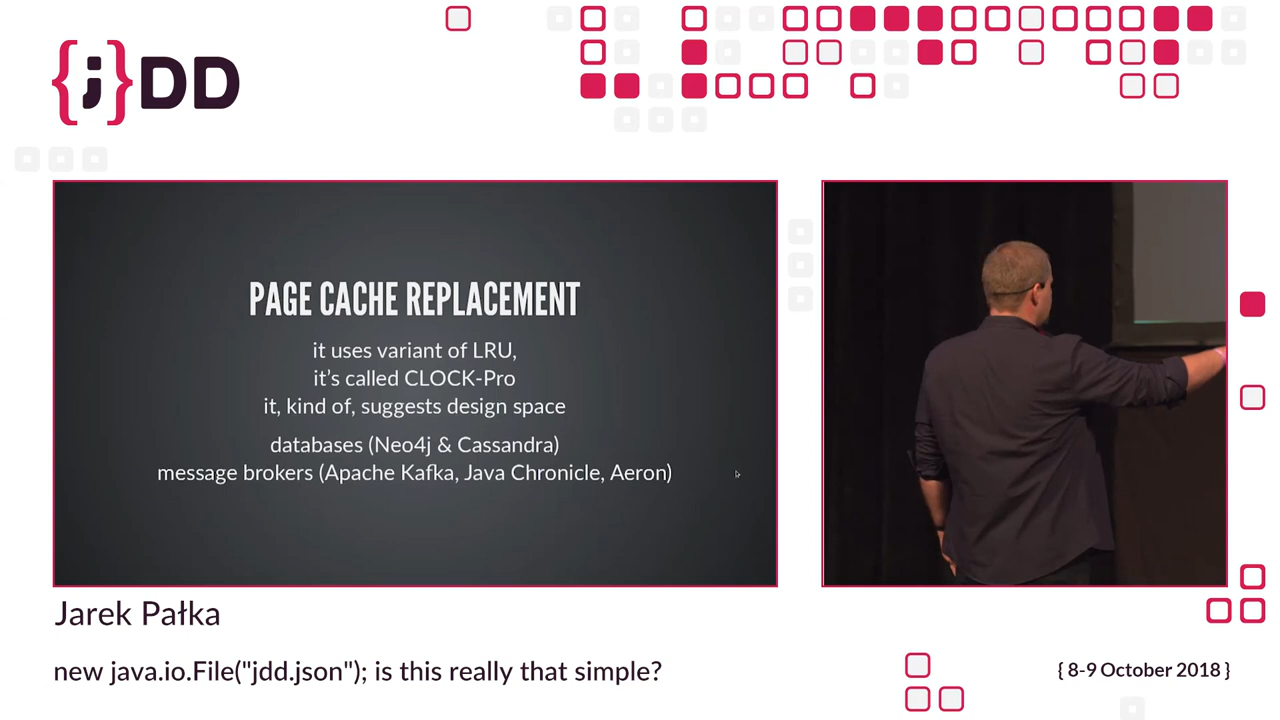 {j}DD
PAGE CACHE REPLACEMENT
it uses variant of LRU,
it's called CLOCK-Pro
it, kind of, suggests design space
databases (Neo4j & Cassandra)
message brokers (Apache Kafka, Java Chronicle, Aeron)
Jarek Pałka
new java.io.File("jdd.json"); is this really that simple?
{ 8-9 October 2018 }